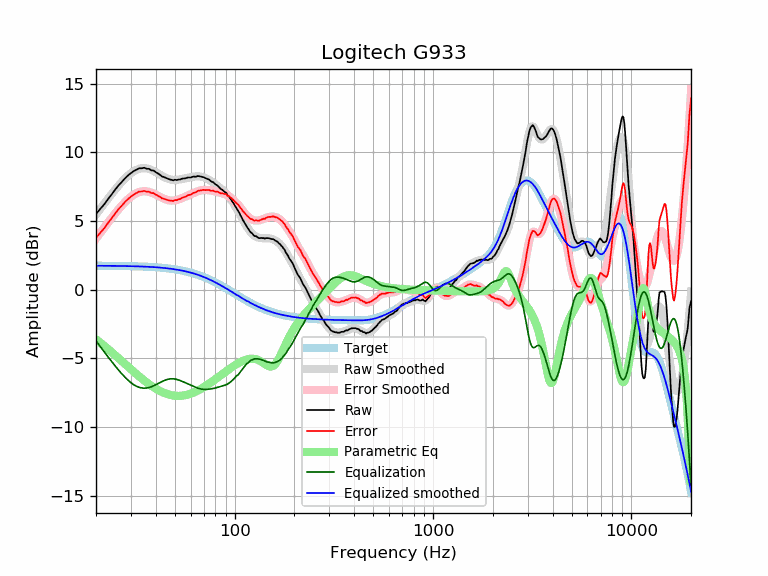 Logitech G933
Amplitude (dBr)
15
10
5
0
−5
−10
−15
Target
Raw Smoothed
Error Smoothed
Raw
Error
Parametric Eq
Equalization
Equalized smoothed
100
1000
10000
Frequency (Hz)